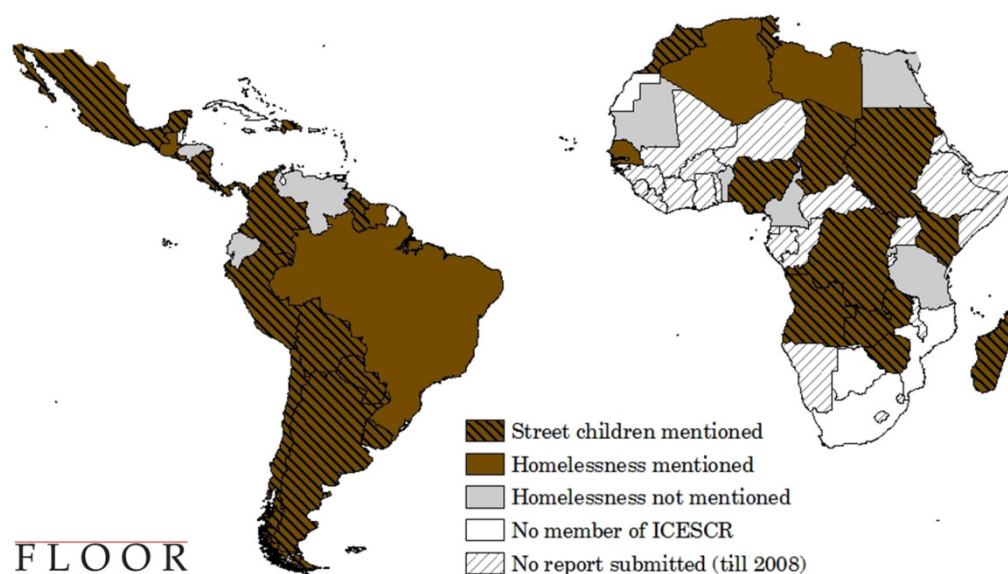 Street children mentioned
Homelessness mentioned
Homelessness not mentioned
No member of ICESCR
No report submitted (till 2008)
FLOOR